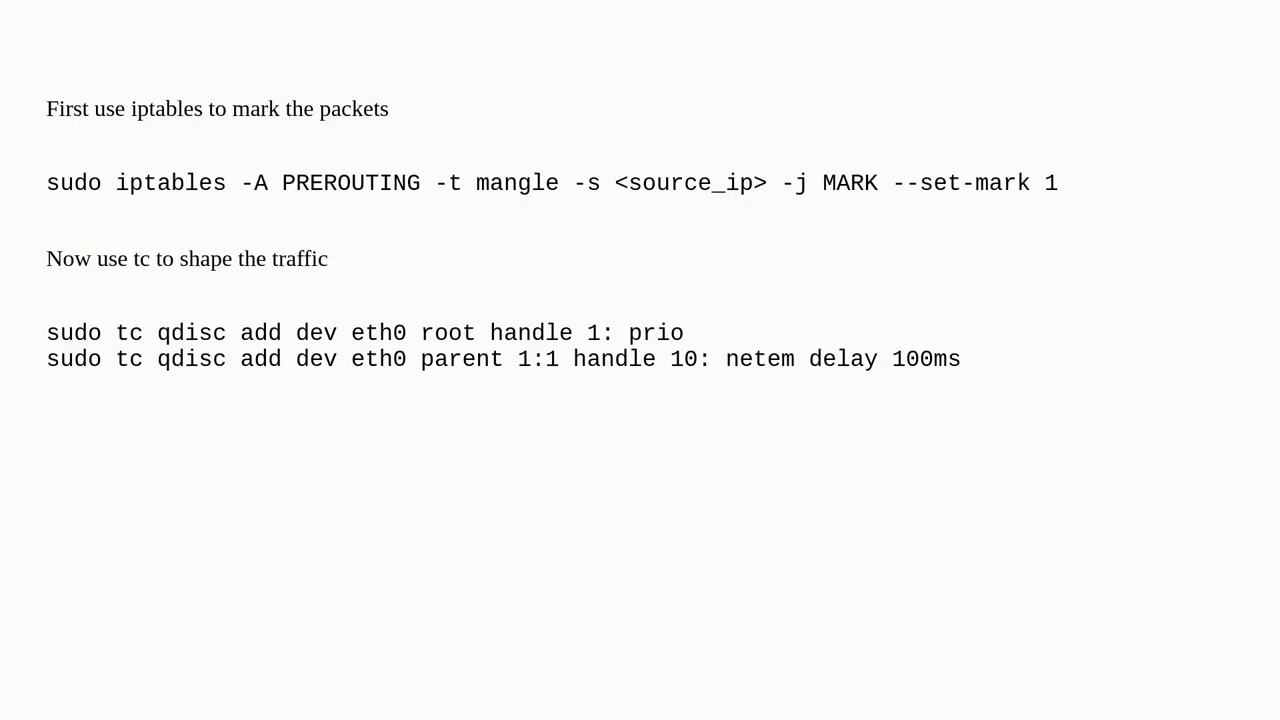 First use iptables to mark the packets
sudo iptables -A PREROUTING -t mangle -s <source_ip> -j MARK --set-mark 1
Now use tc to shape the traffic
sudo tc qdisc add dev eth0 root handle 1: prio
sudo tc qdisc add dev eth0 parent 1:1 handle 10: netem delay 100ms